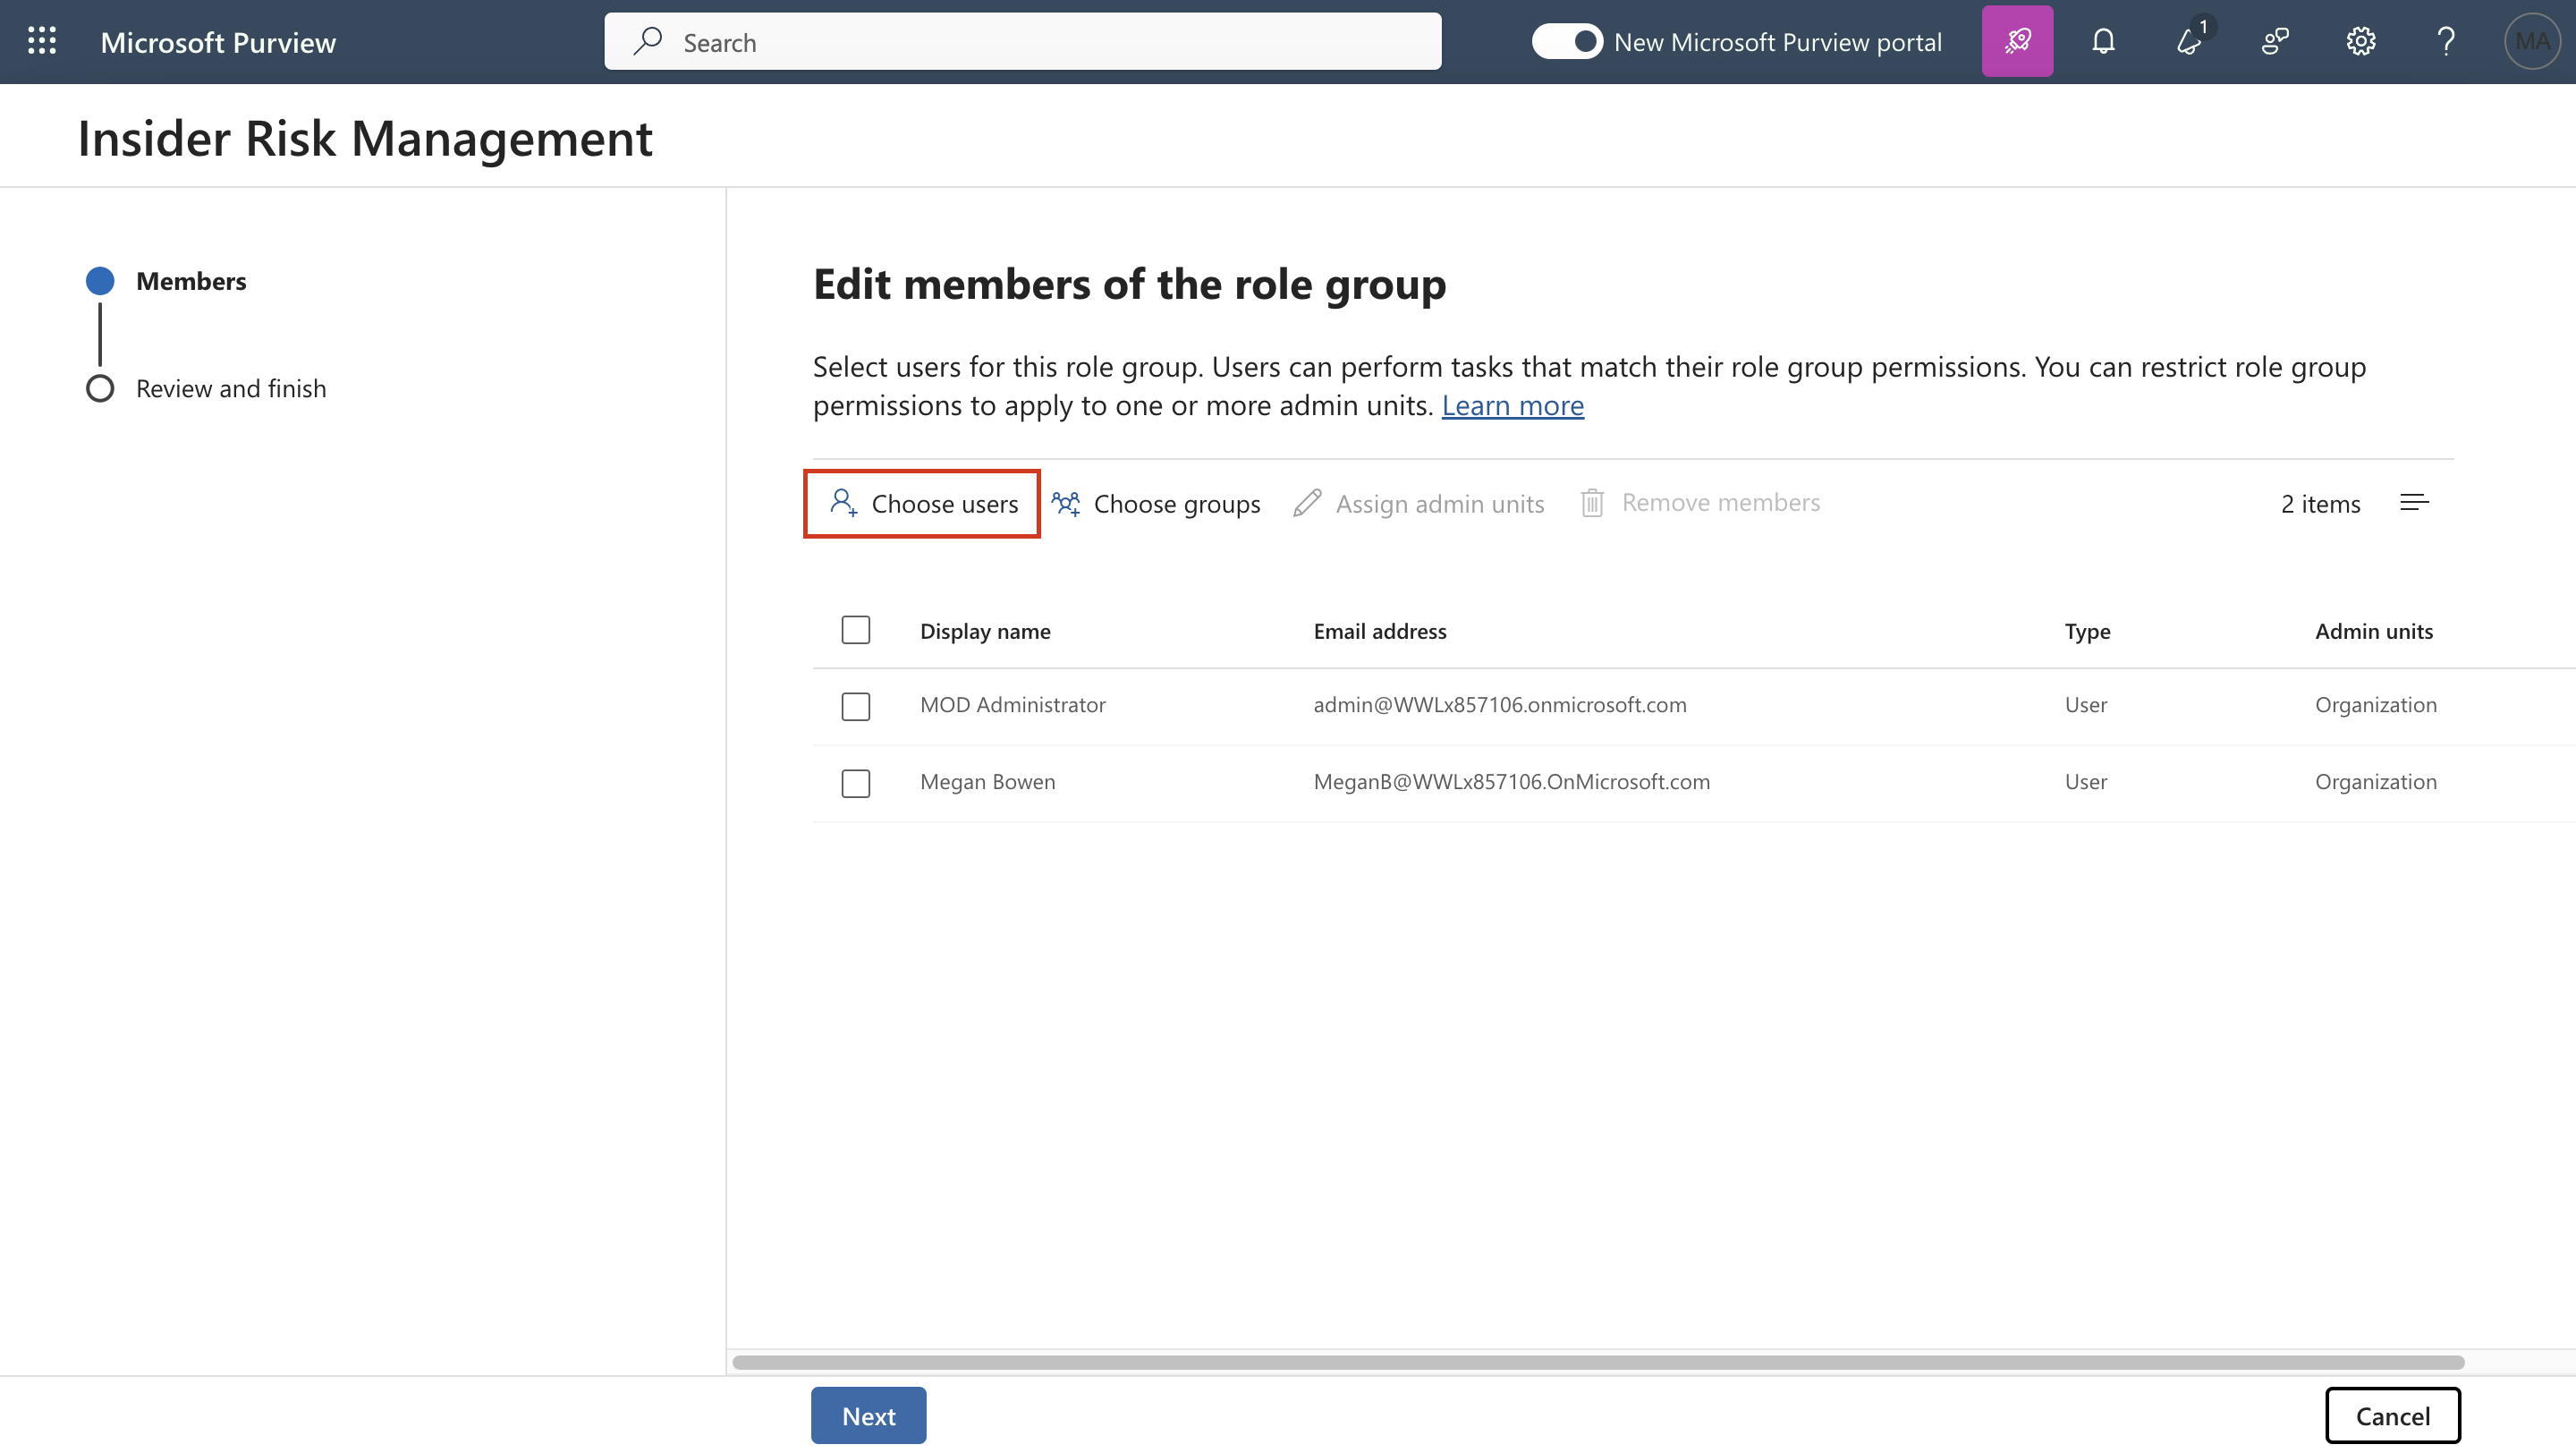 Microsoft Purview
Search
New Microsoft Purview portal
1
MA
Insider Risk Management
Members
Review and finish
Edit members of the role group
Select users for this role group. Users can perform tasks that match their role group permissions. You can restrict role group
permissions to apply to one or more admin units. Learn more
Choose users
Choose groups
Assign admin units
Remove members
2 items
Display name
Email address
Type
Admin units
MOD Administrator
admin@WWLx857106.onmicrosoft.com
User
Organization
Megan Bowen
MeganB@WWLx857106.OnMicrosoft.com
User
Organization
Next
Cancel